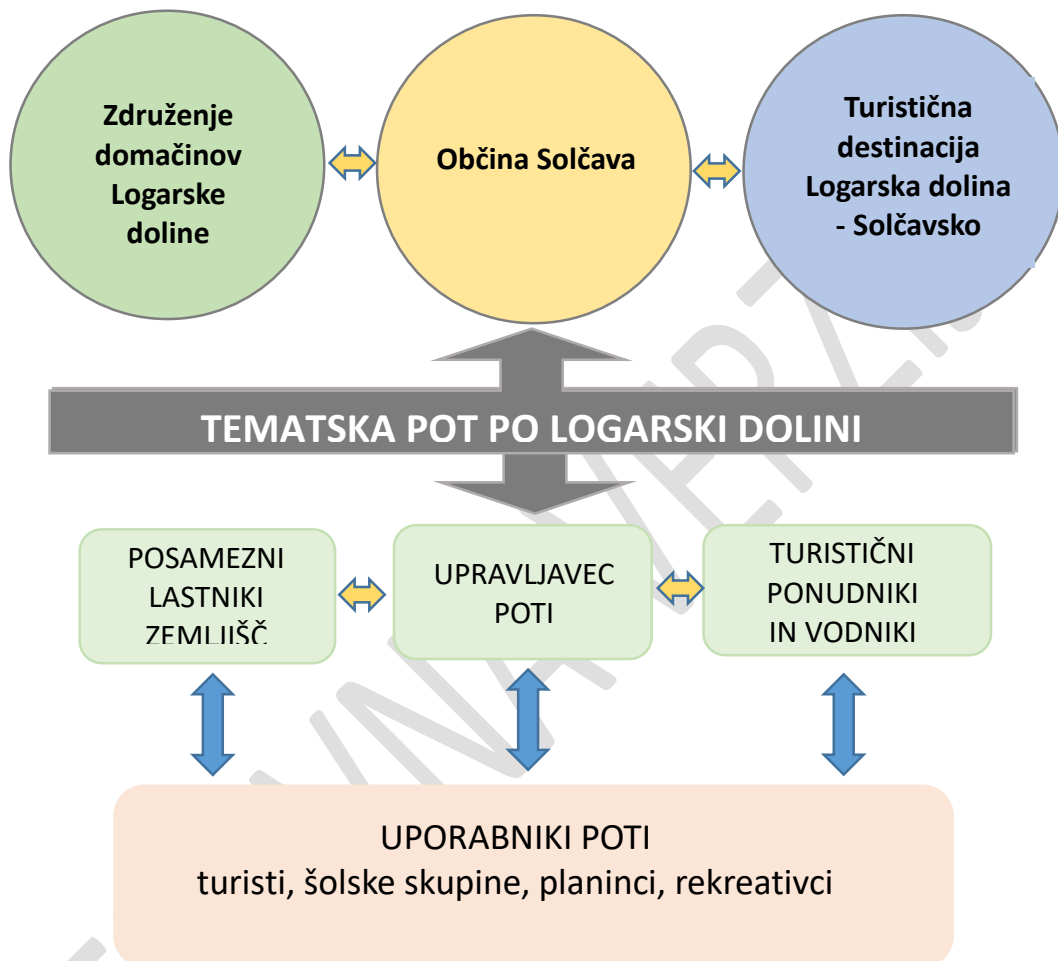 Združenje
domačinov
Logarske
doline
Občina Solčava
Turistična
destinacija
Logarska dolina
- Solčavsko
TEMATSKA POT PO LOGARSKI DOLINI
POSAMEZNI
LASTNIKI
ZEMLJIŠČ
UPRAVLJAVEC
POTI
TURISTIČNI
PONUDNIKI
IN VODNIKI
UPORABNIKI POTI
turisti, šolske skupine, planinci, rekreativci